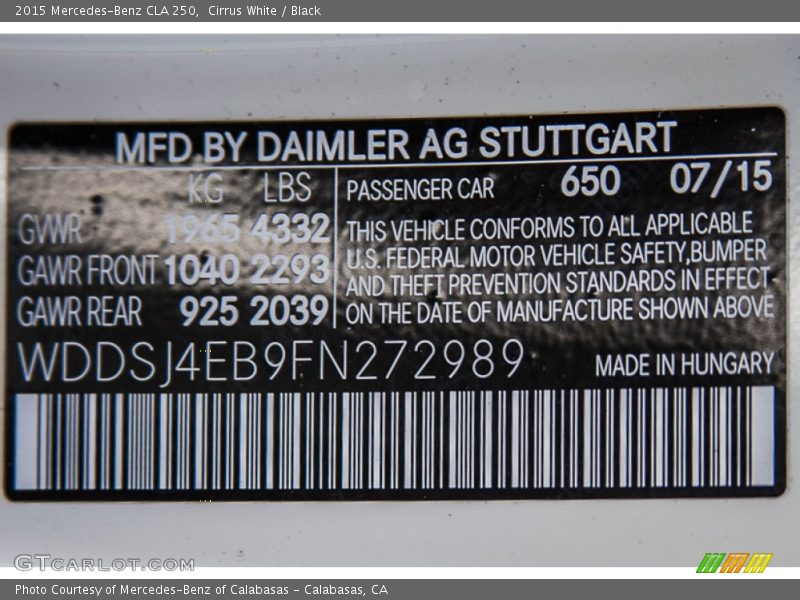 2015 Mercedes-Benz CLA 250, Cirrus White / Black
MFD BY DAIMLER AG STUTTGART
KG LBS
GVWR 1965 4332
GAWR FRONT 1040 2293
GAWR REAR 925 2039
PASSENGER CAR 650 07/15
THIS VEHICLE CONFORMS TO ALL APPLICABLE
U.S. FEDERAL MOTOR VEHICLE SAFETY,BUMPER
AND THEFT PREVENTION STANDARDS IN EFFECT
ON THE DATE OF MANUFACTURE SHOWN ABOVE
WDDSJ4EB9FN272989 MADE IN HUNGARY
GTCARLOT.COM
Photo Courtesy of Mercedes-Benz of Calabasas - Calabasas, CA